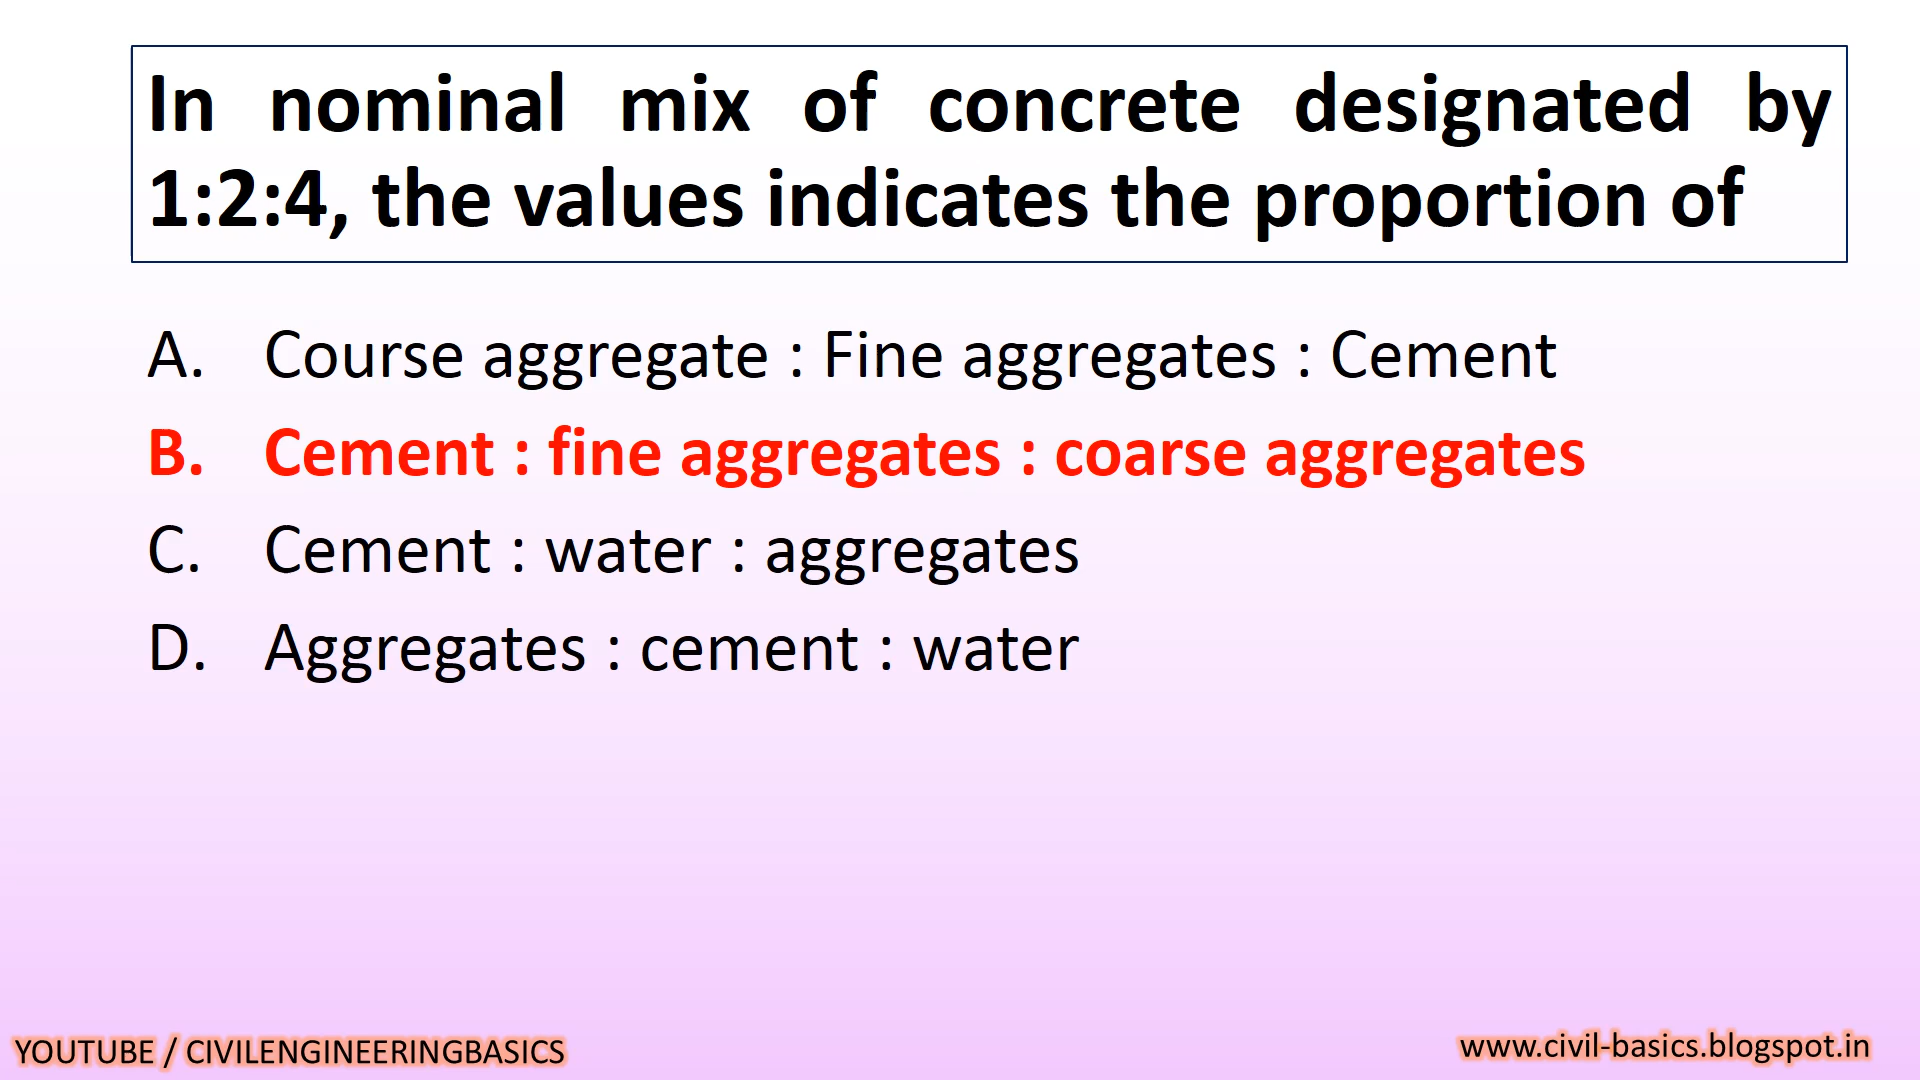 In nominal mix of concrete designated by
1:2:4, the values indicates the proportion of
A. Course aggregate : Fine aggregates : Cement
B. Cement : fine aggregates : coarse aggregates
C. Cement : water : aggregates
D. Aggregates : cement : water
YOUTUBE / CIVILENGINEERINGBASICS
www.civil-basics.blogspot.in